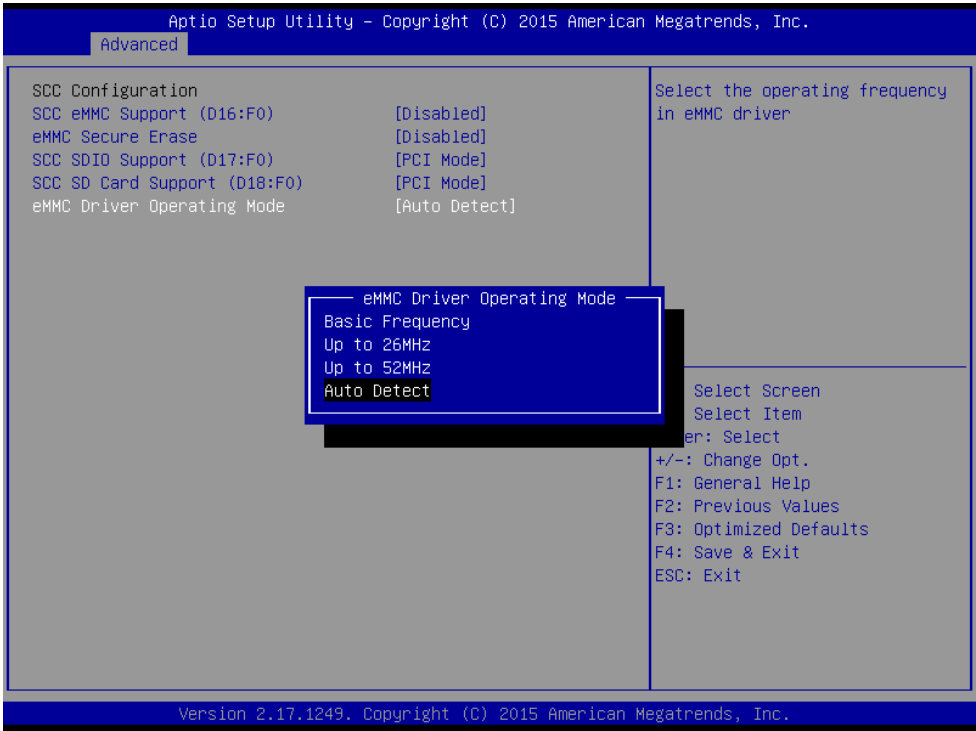 Aptio Setup Utility – Copyright (C) 2015 American Megatrends, Inc.
Advanced
SCC Configuration
SCC eMMC Support (D16:F0) [Disabled]
eMMC Secure Erase [Disabled]
SCC SDIO Support (D17:F0) [PCI Mode]
SCC SD Card Support (D18:F0) [PCI Mode]
eMMC Driver Operating Mode [Auto Detect]
eMMC Driver Operating Mode
Basic Frequency
Up to 26MHz
Up to 52MHz
Auto Detect
Select the operating frequency
in eMMC driver
Select Screen
Select Item
er: Select
+/-: Change Opt.
F1: General Help
F2: Previous Values
F3: Optimized Defaults
F4: Save & Exit
ESC: Exit
Version 2.17.1249. Copyright (C) 2015 American Megatrends, Inc.